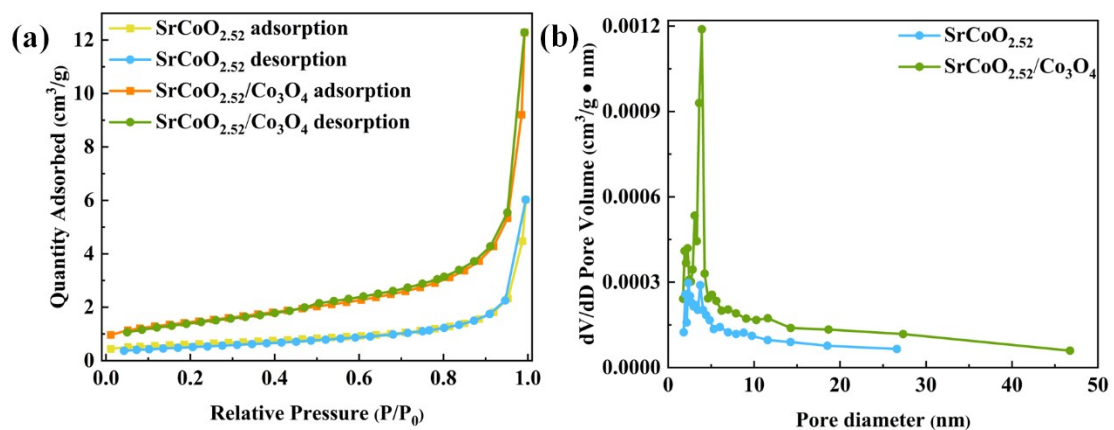 (a)
SrCoO2.52 adsorption
SrCoO2.52 desorption
SrCoO2.52/Co3O4 adsorption
SrCoO2.52/Co3O4 desorption
Quantity Adsorbed (cm3/g)
12
10
8
6
4
2
0
0.0 0.2 0.4 0.6 0.8 1.0
Relative Pressure (P/P0)
(b)
SrCoO2.52
SrCoO2.52/Co3O4
dV/dD Pore Volume (cm3/g • nm)
0.0012
0.0009
0.0006
0.0003
0.0000
0 10 20 30 40 50
Pore diameter (nm)